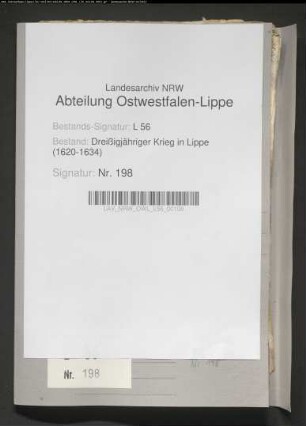 Landesarchiv NRW
Abteilung Ostwestfalen-Lippe
Bestands-Signatur: L 56
Bestand: Dreißigjähriger Krieg in Lippe
(1620-1634)
Signatur: Nr. 198
Nr. 198